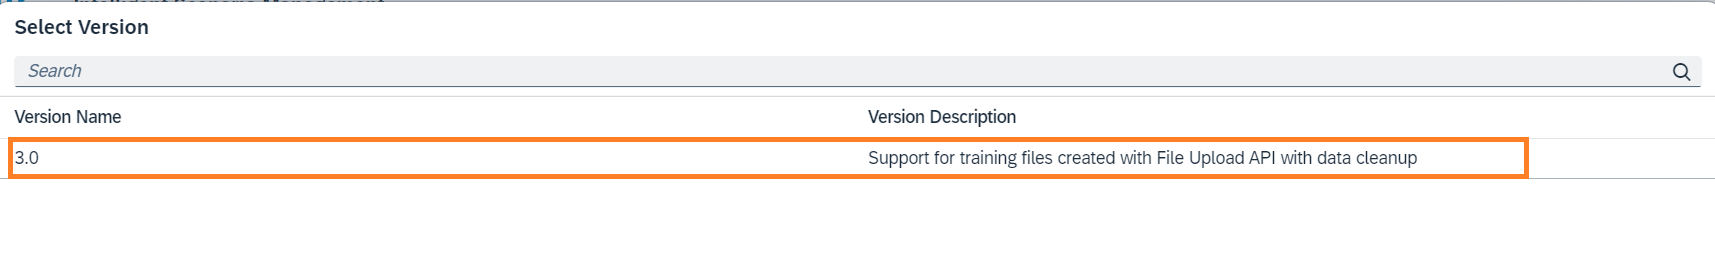 Select Version
Search
Version Name Version Description
3.0 Support for training files created with File Upload API with data cleanup